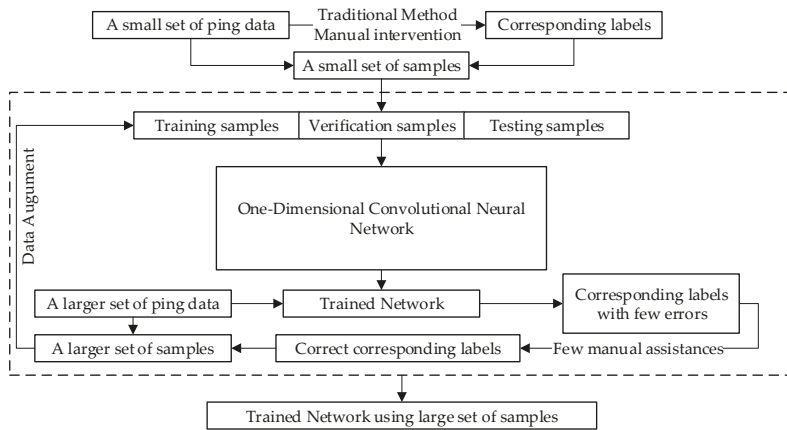 A small set of ping data
Traditional Method
Manual intervention
Corresponding labels
A small set of samples
Training samples
Verification samples
Testing samples
Data Augument
One-Dimensional Convolutional Neural
Network
A larger set of ping data
Trained Network
Corresponding labels
with few errors
A larger set of samples
Correct corresponding labels
Few manual assistances
Trained Network using large set of samples